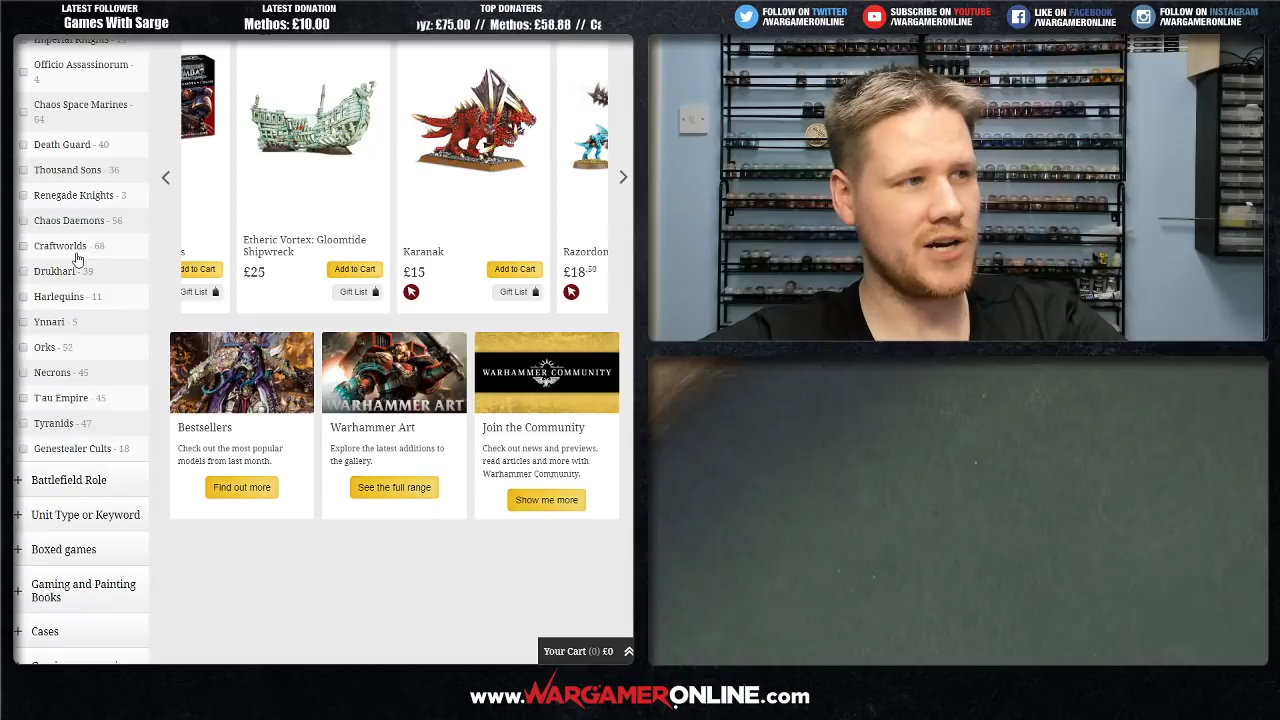 LATEST FOLLOWER
Games With Sarge
LATEST DONATION
Methos: £10.00
TOP DONATERS
yz: £75.00 // Methos: £58.88 // Ca
FOLLOW ON TWITTER
/WARGAMERONLINE
SUBSCRIBE ON YOUTUBE
/WARGAMERONLINE
LIKE ON FACEBOOK
/WARGAMERONLINE
FOLLOW ON INSTAGRAM
/WARGAMERONLINE
Imperial Knights - 11
Officio Assassinorum -
4
Chaos Space Marines -
64
Death Guard - 40
Thousand Sons - 36
Renegade Knights - 3
Chaos Daemons - 56
Craftworlds - 68
Drukhari - 39
Harlequins - 11
Ynnari - 5
Orks - 52
Necrons - 45
T'au Empire - 45
Tyranids - 47
Genestealer Cults - 18
Battlefield Role
Unit Type or Keyword
Boxed games
Gaming and Painting
Books
Cases
s
dd to Cart
Gift List
Etheric Vortex: Gloomtide
Shipwreck
£25
Add to Cart
Gift List
Karanak
£15
Add to Cart
Gift List
Razordon
£18.50
WARHAMMER ART
WARHAMMER COMMUNITY
Bestsellers
Check out the most popular
models from last month.
Find out more
Warhammer Art
Explore the latest additions to
the gallery.
See the full range
Join the Community
Check out news and previews,
read articles and more with
Warhammer Community.
Show me more
Your Cart (0) £0
www.WARGAMERONLINE.com